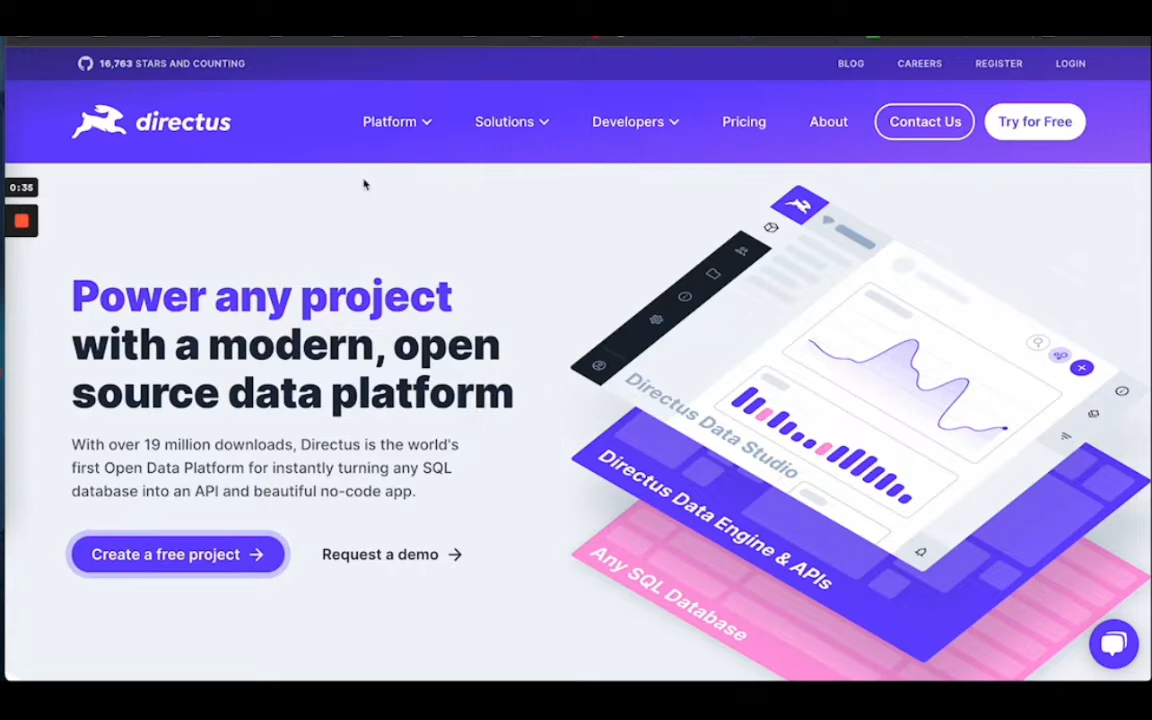 16,763 STARS AND COUNTING
BLOG
CAREERS
REGISTER
LOGIN
directus
Platform
Solutions
Developers
Pricing
About
Contact Us
Try for Free
0:35
Power any project
with a modern, open
source data platform
With over 19 million downloads, Directus is the world's
first Open Data Platform for instantly turning any SQL
database into an API and beautiful no-code app.
Create a free project
Request a demo
Directus Data Studio
Directus Data Engine & APIs
Any SQL Database